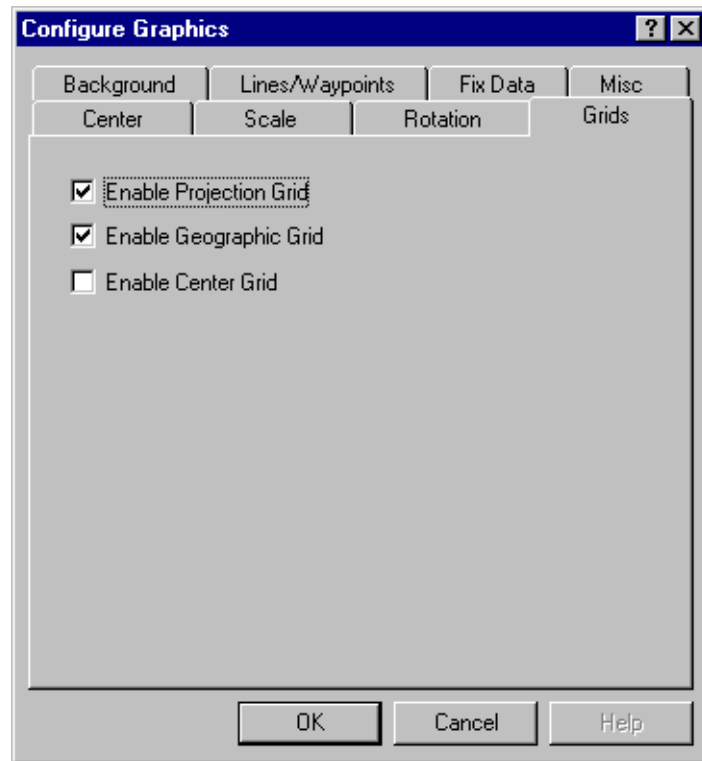 Configure Graphics
Background Lines/Waypoints Fix Data Misc
Center Scale Rotation Grids
Enable Projection Grid
Enable Geographic Grid
Enable Center Grid
OK Cancel Help